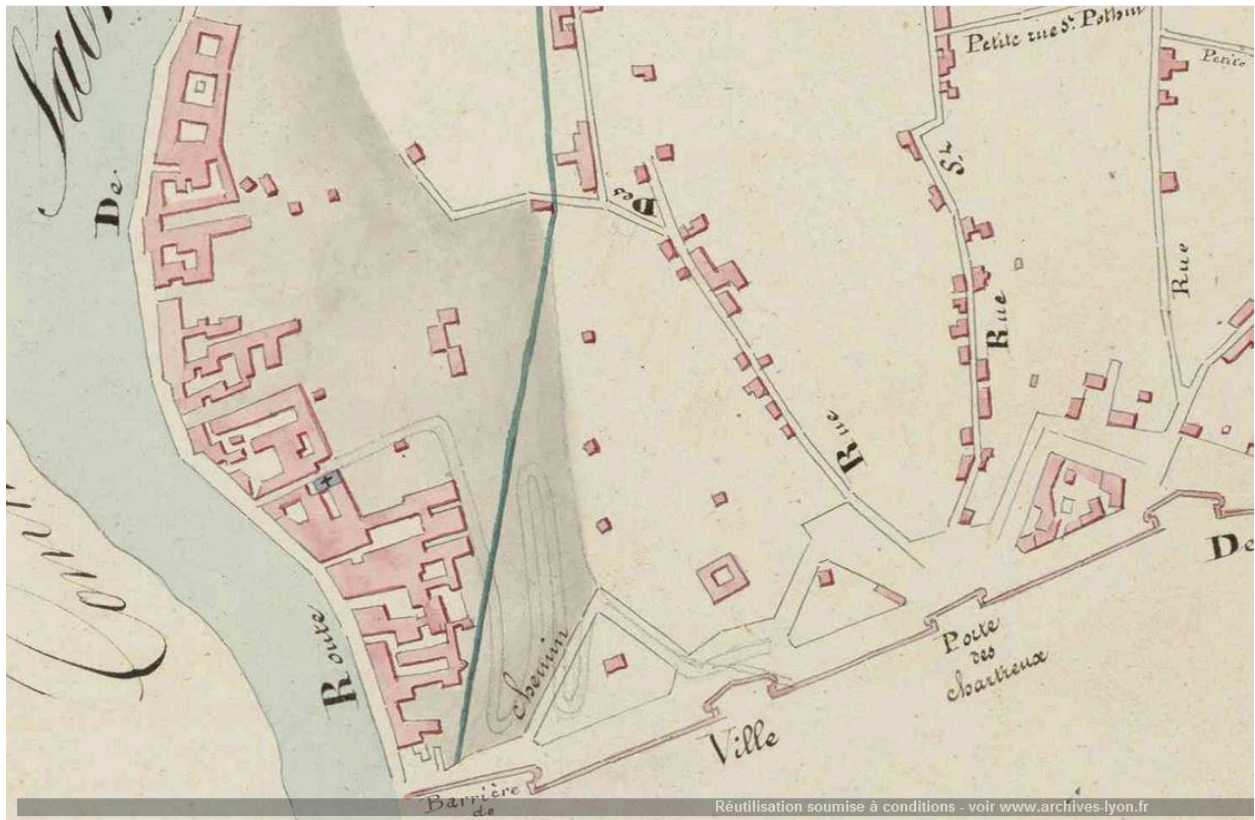 Petite rue St. Pothin
Petite
De
Des
St.
Rue
Rue
Rue
Route
chemin
Porte
des
chartreux
De
Ville
Barrière
de
Réutilisation soumise à conditions - voir www.archives-lyon.fr